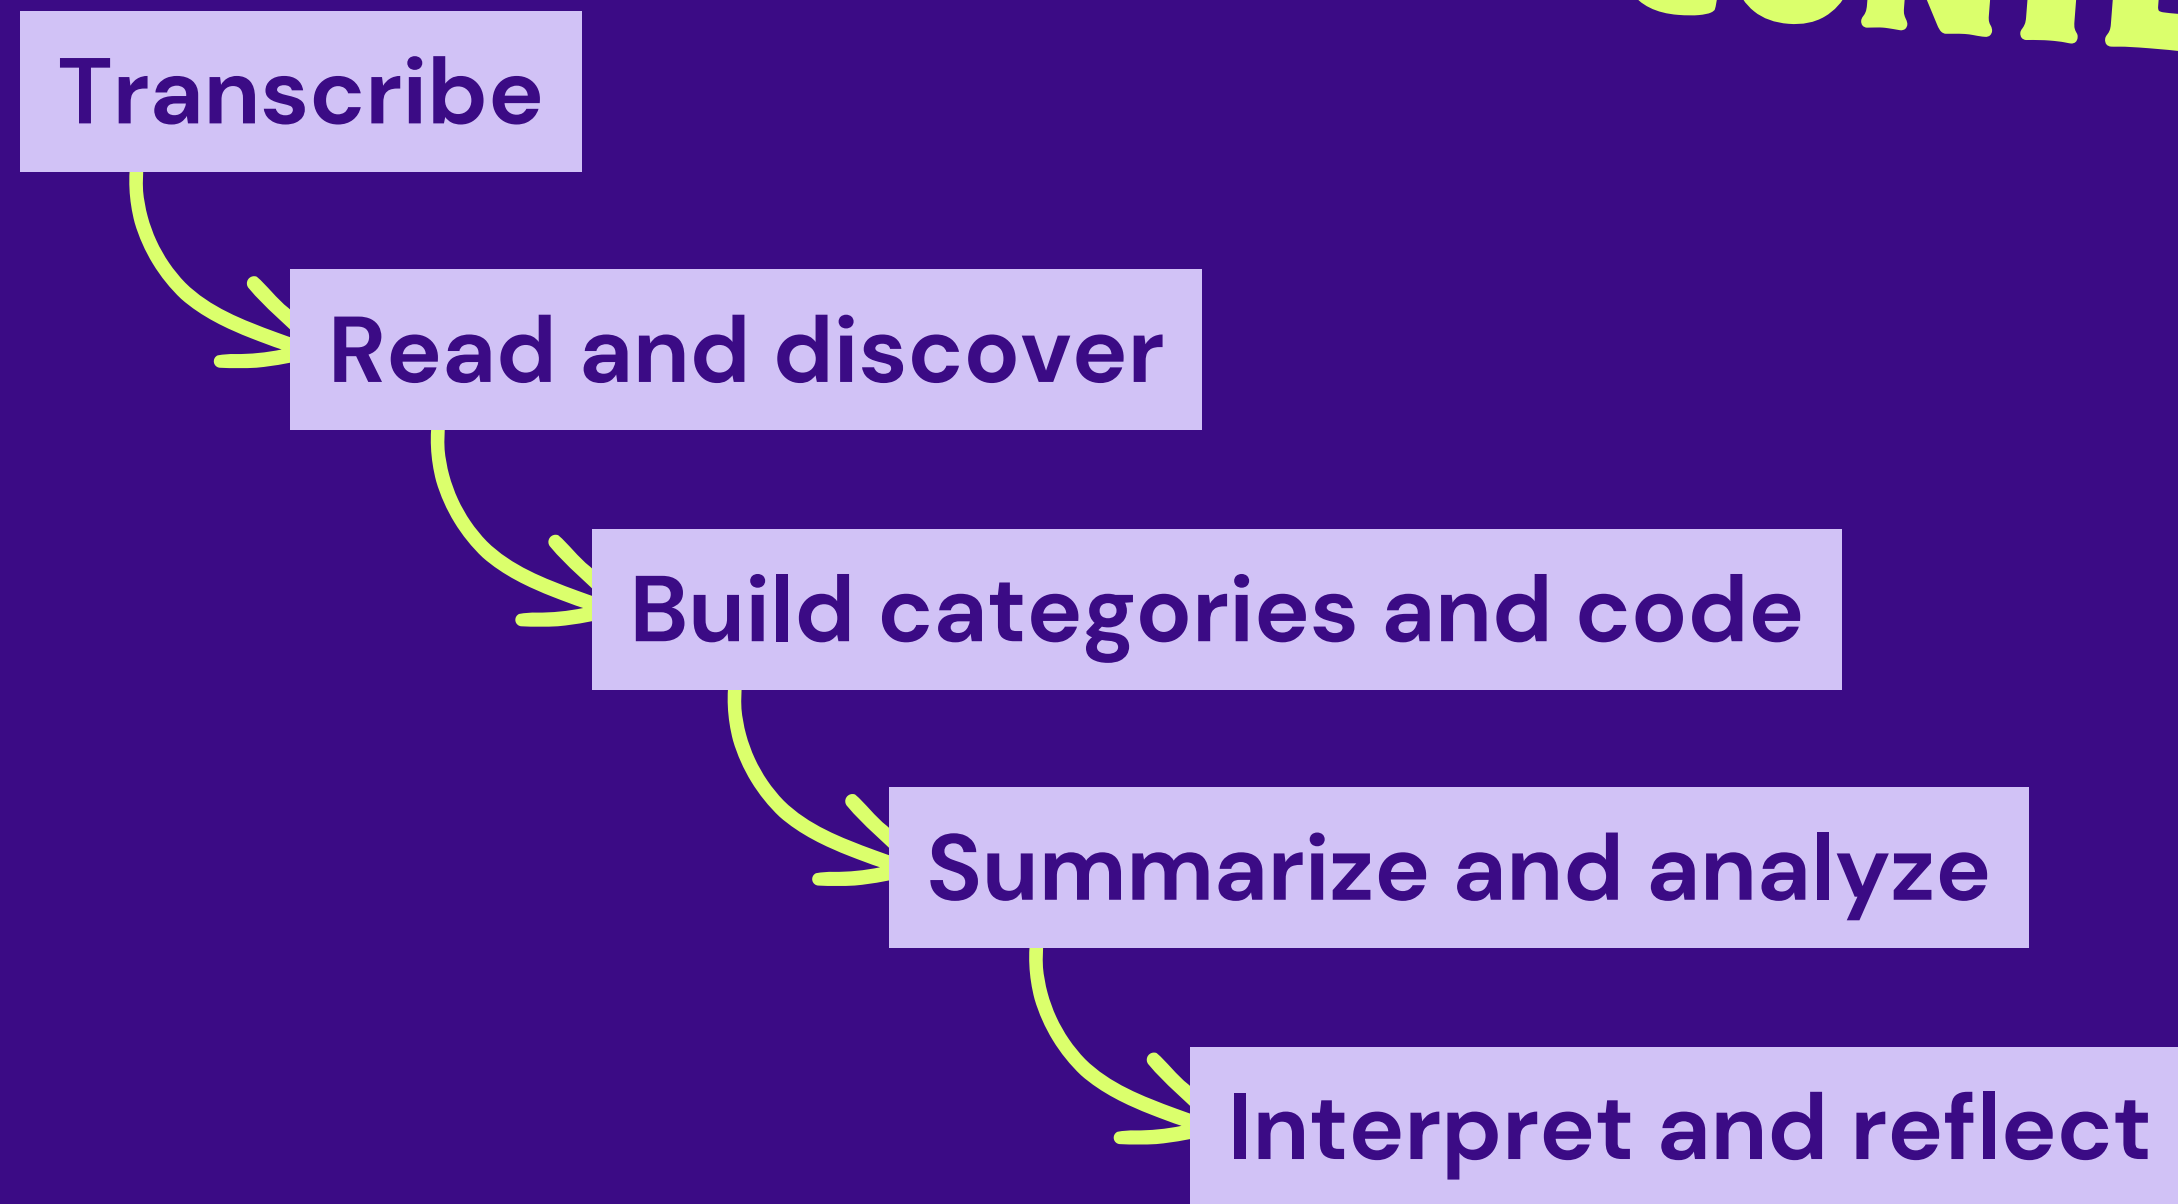 Transcribe
Read and discover
Build categories and code
Summarize and analyze
Interpret and reflect